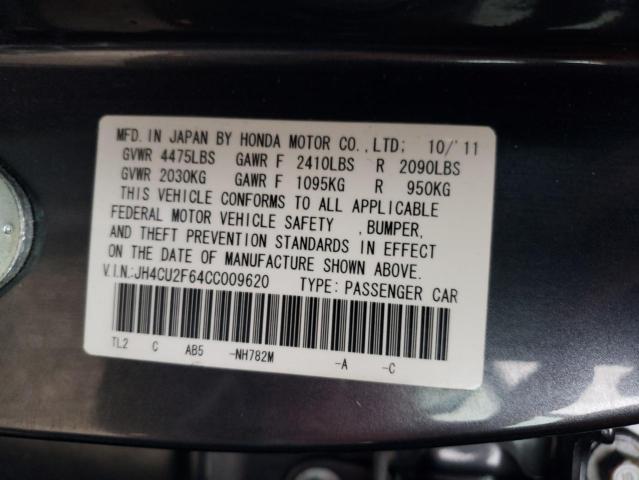 MFD.IN JAPAN BY HONDA MOTOR CO.,LTD; 10/'11
GVWR 4475LBS GAWR F 2410LBS R 2090LBS
GVWR 2030KG GAWR F 1095KG R 950KG
THIS VEHICLE CONFORMS TO ALL APPLICABLE
FEDERAL MOTOR VEHICLE SAFETY ,BUMPER,
AND THEFT PREVENTION STANDARDS IN EFFECT
ON THE DATE OF MANUFACTURE SHOWN ABOVE.
V.I.N:JH4CU2F64CC009620 TYPE: PASSENGER CAR
TL2 C AB5 -NH782M -A -C